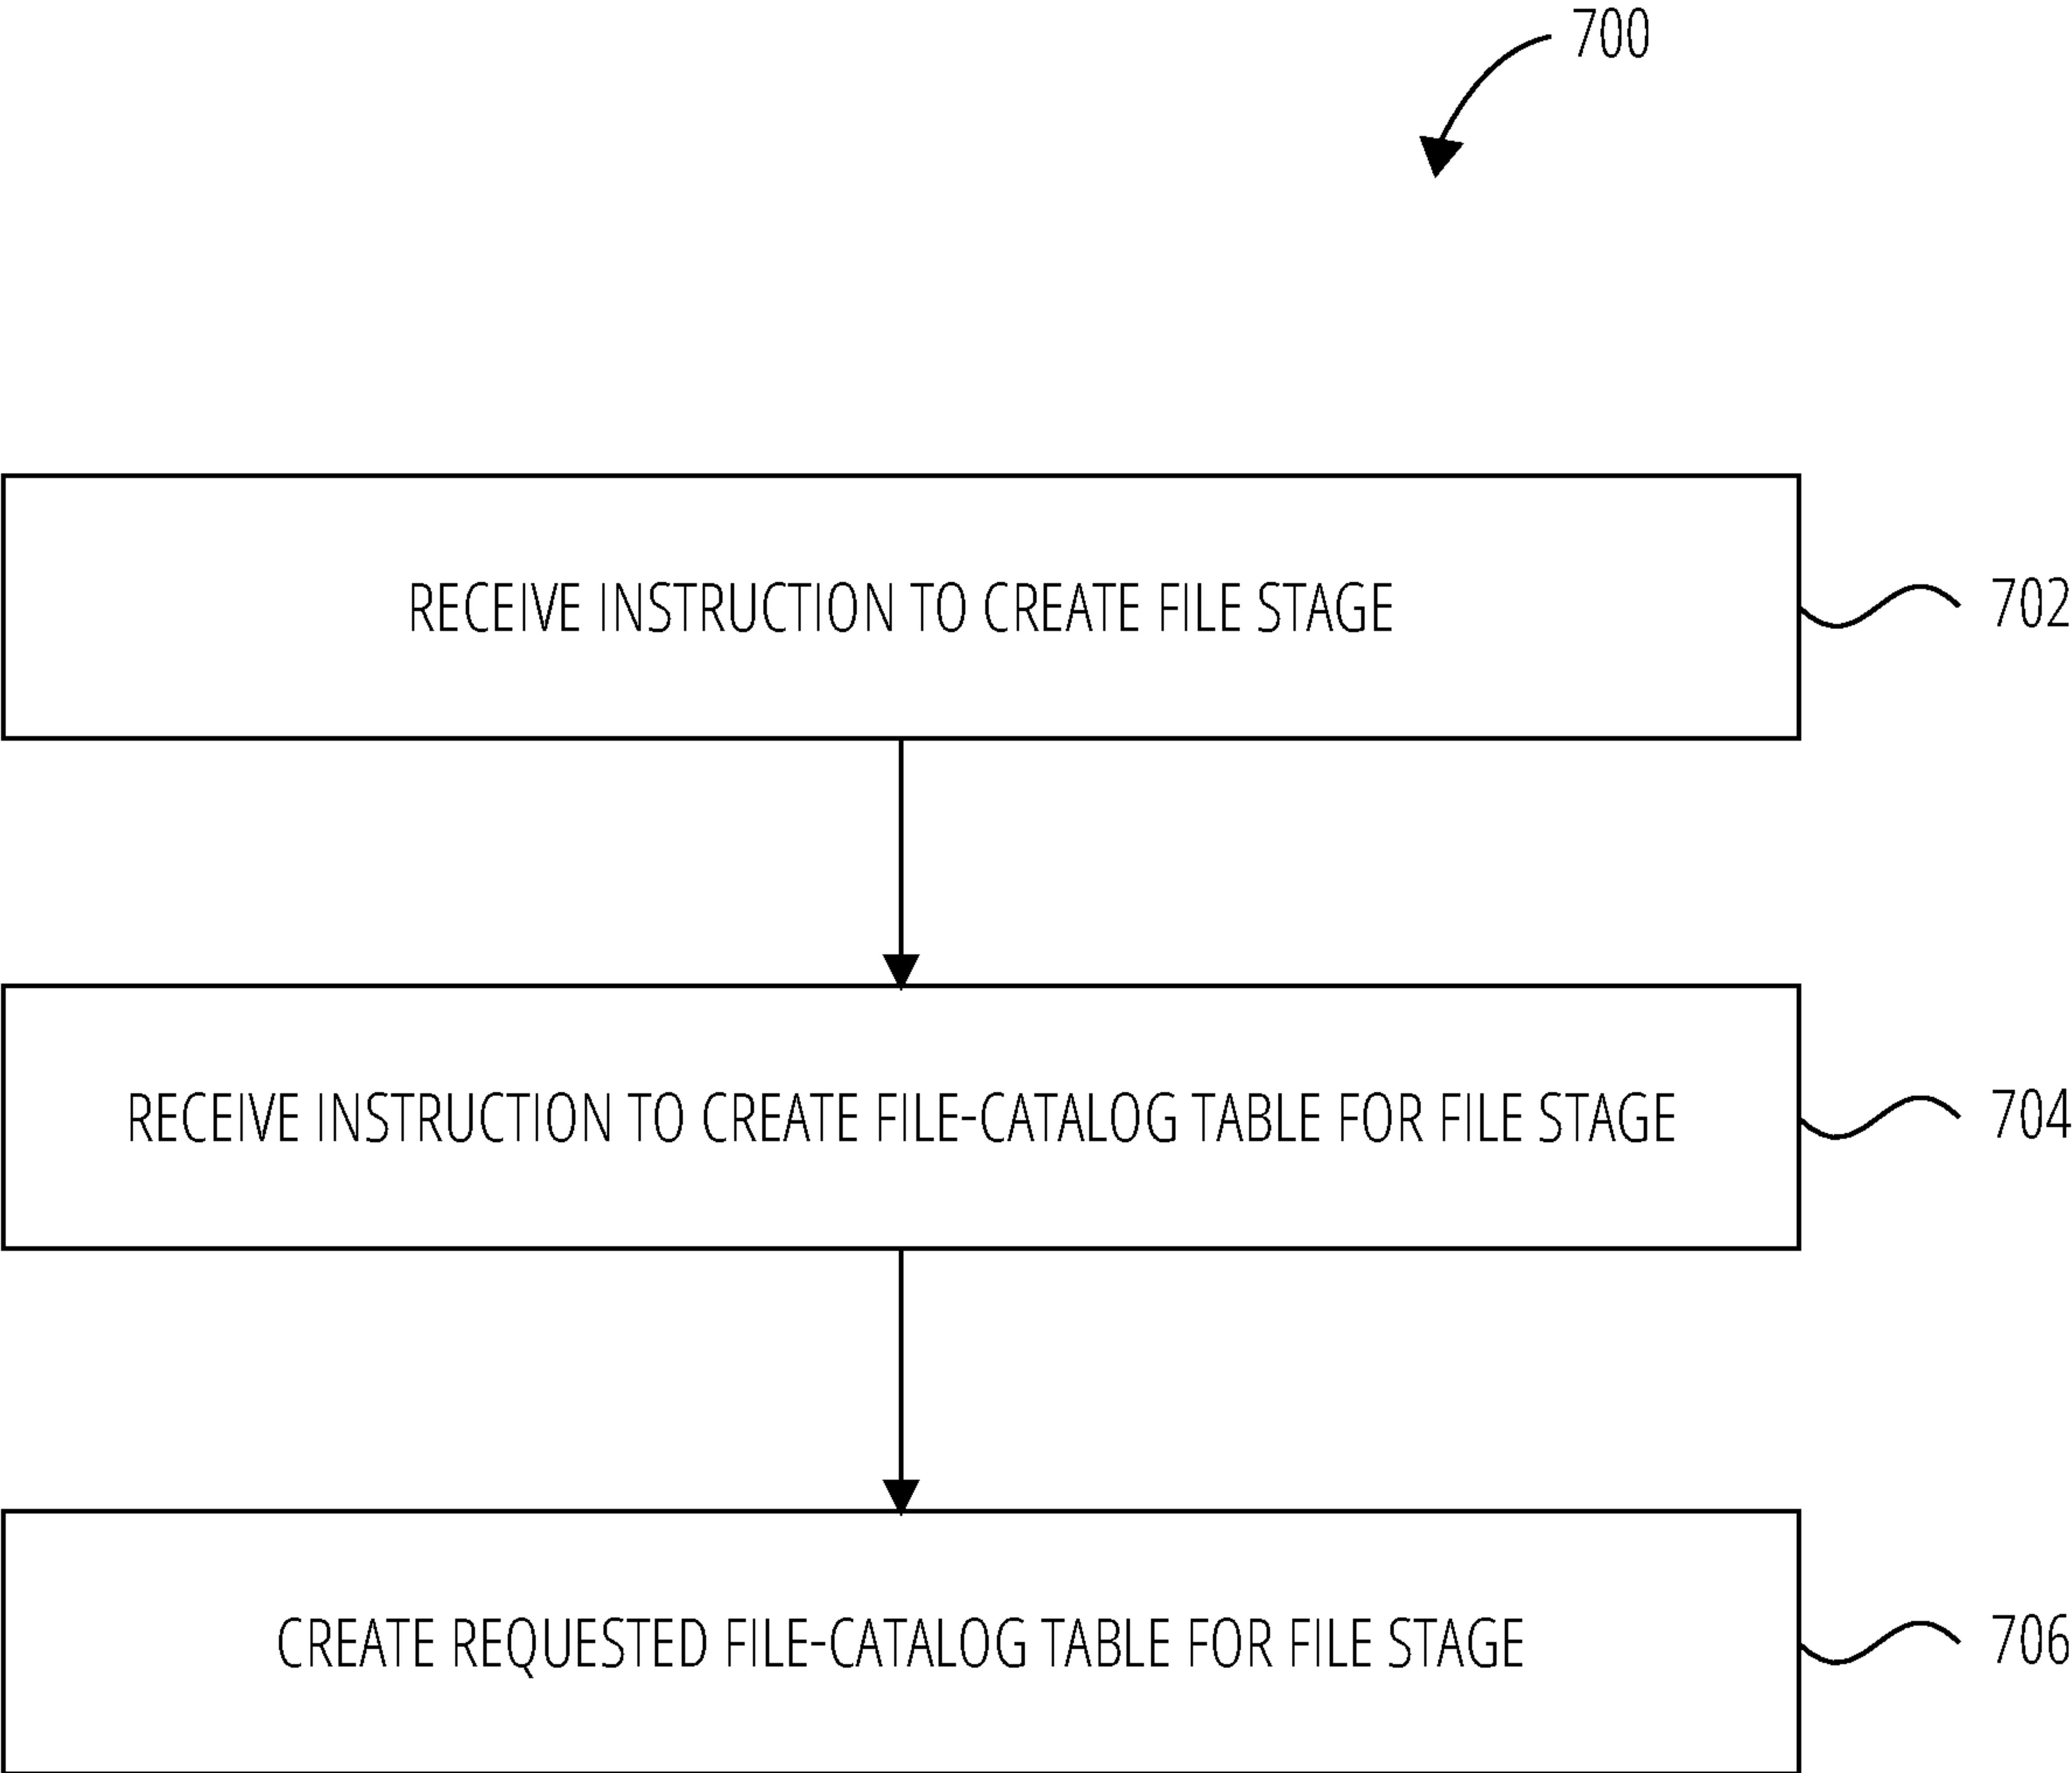 700
RECEIVE INSTRUCTION TO CREATE FILE STAGE
702
RECEIVE INSTRUCTION TO CREATE FILE-CATALOG TABLE FOR FILE STAGE
704
CREATE REQUESTED FILE-CATALOG TABLE FOR FILE STAGE
706